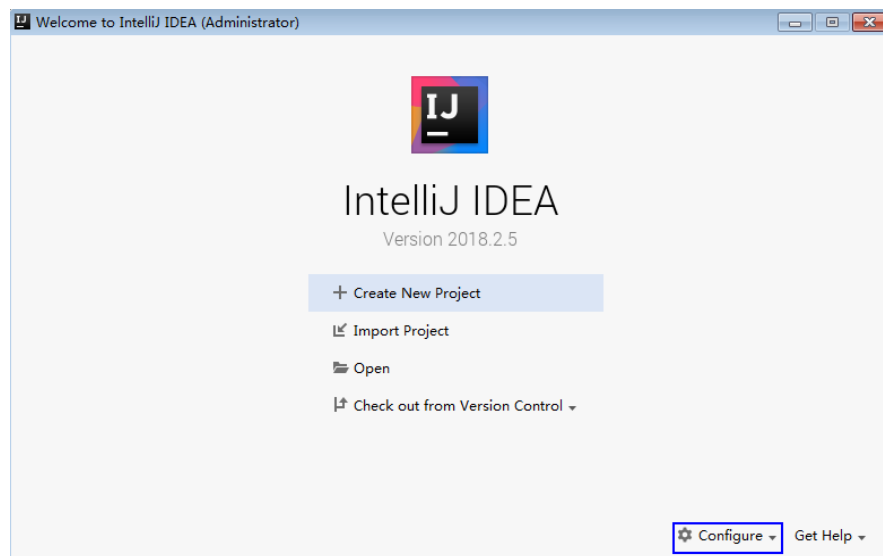 Welcome to IntelliJ IDEA (Administrator)
IJ
IntelliJ IDEA
Version 2018.2.5
Create New Project
Import Project
Open
Check out from Version Control
Configure Get Help